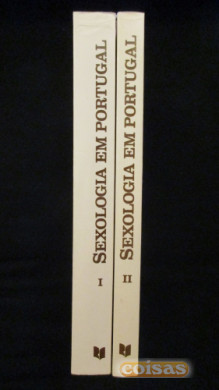 SEXOLOGIA EM PORTUGAL
I
SEXOLOGIA EM PORTUGAL
II
coisas